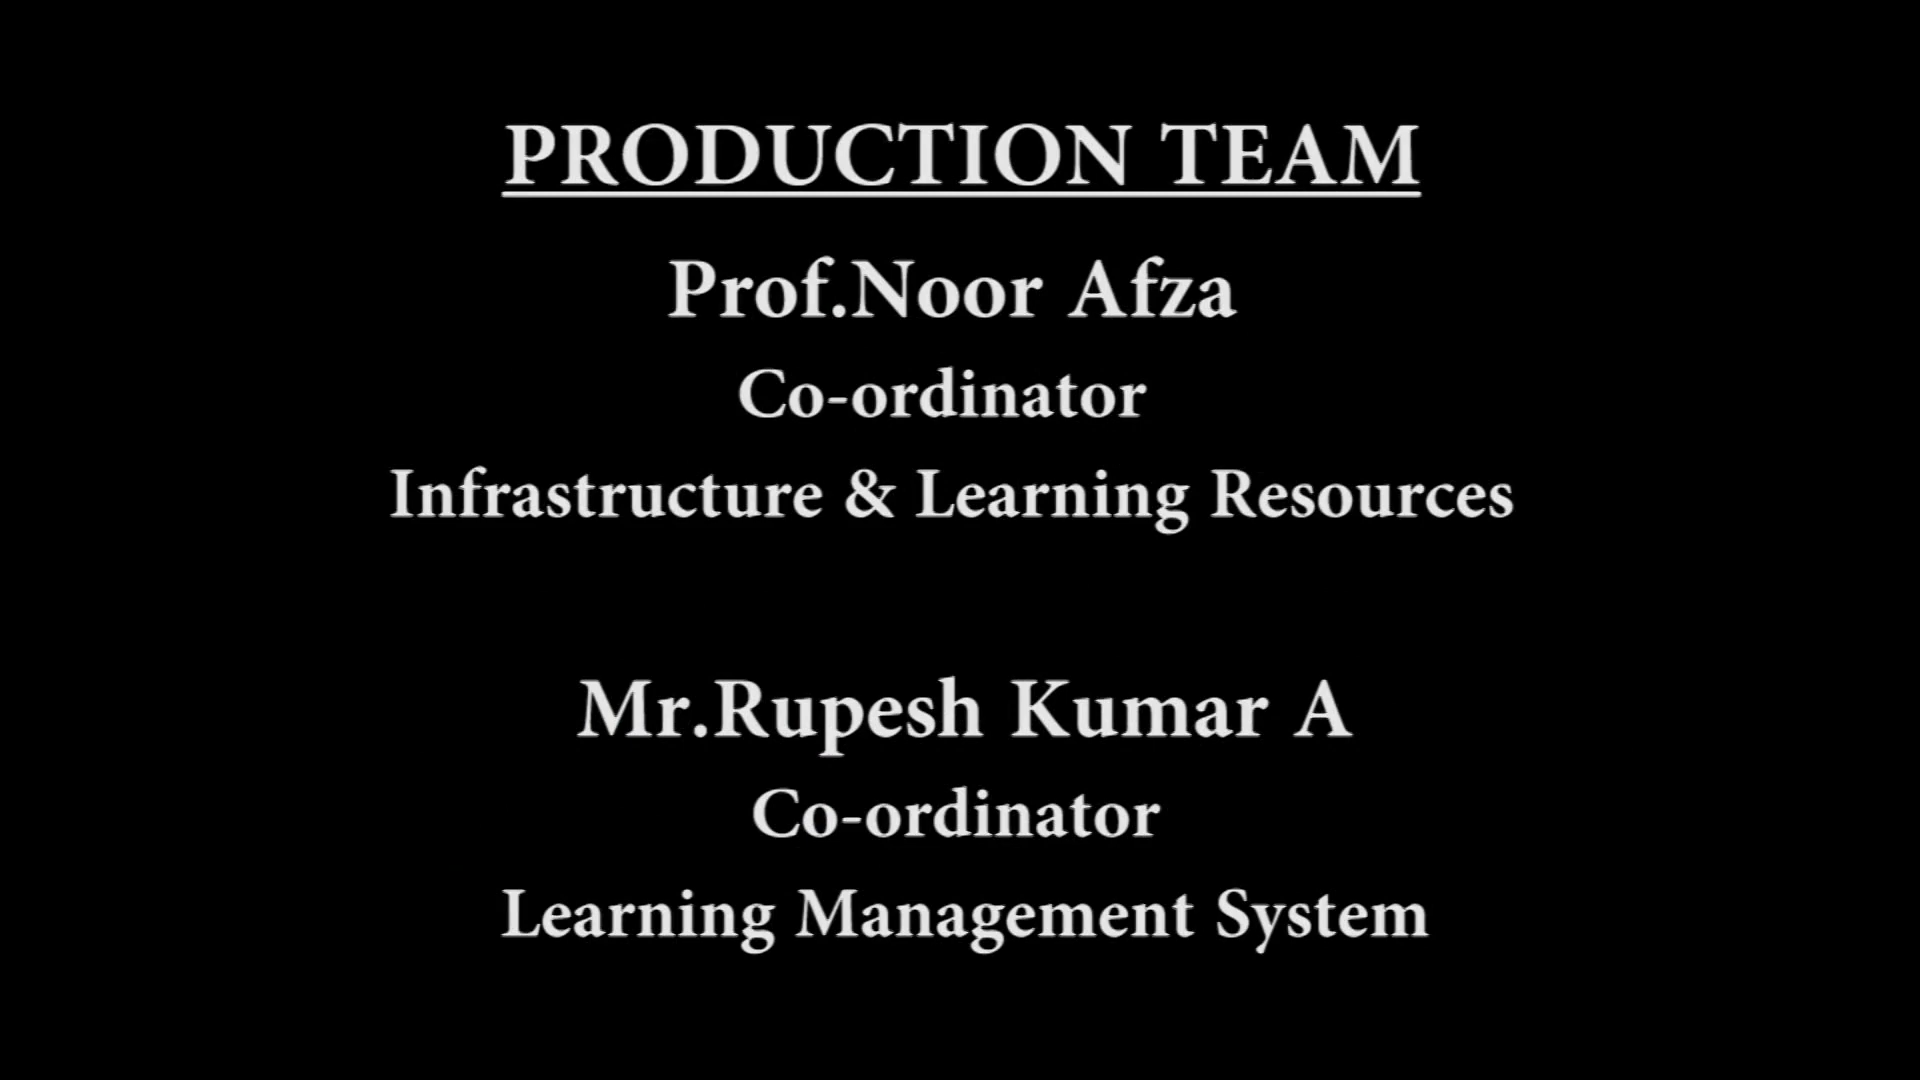 PRODUCTION TEAM
Prof.Noor Afza
Co-ordinator
Infrastructure & Learning Resources
Mr.Rupesh Kumar A
Co-ordinator
Learning Management System